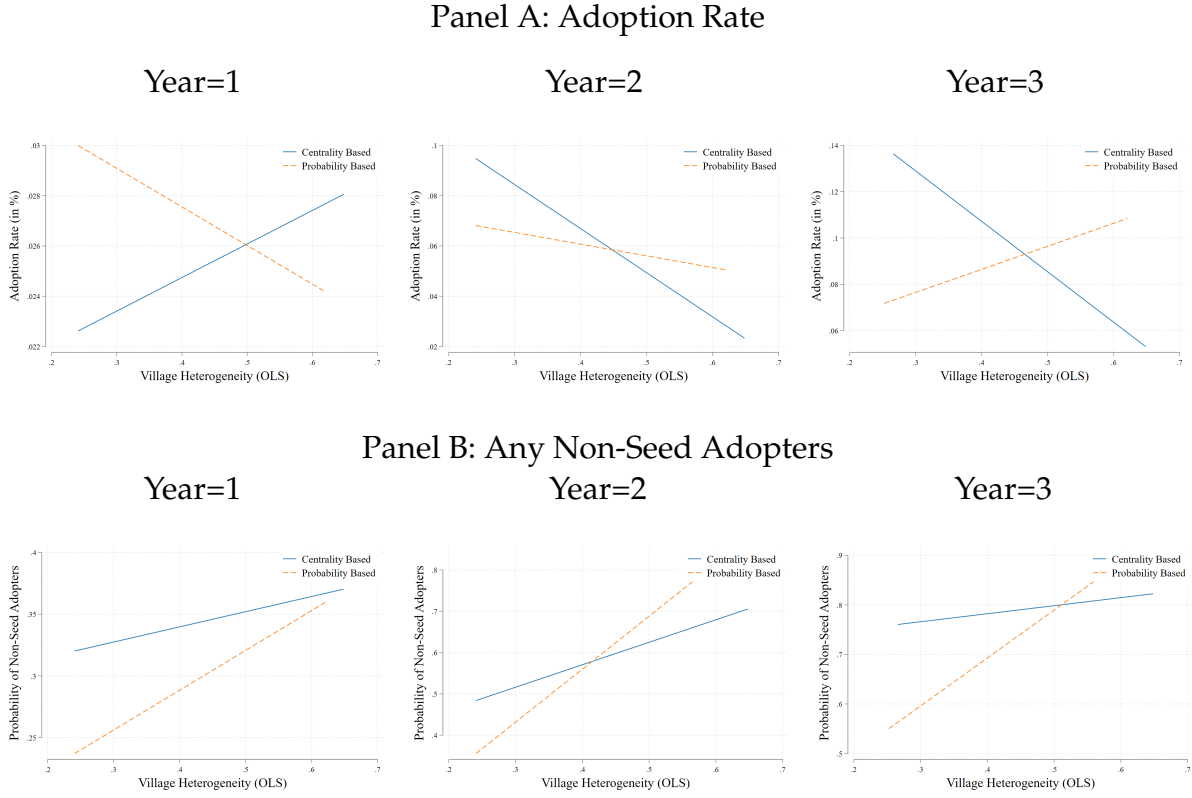 Panel A: Adoption Rate
Year=1
Year=2
Year=3
Adoption Rate (in %)
.03
.028
.026
.024
.022
.2 .3 .4 .5 .6 .7
Village Heterogeneity (OLS)
Centrality Based
Probability Based
Adoption Rate (in %)
.1
.08
.06
.04
.02
.2 .3 .4 .5 .6 .7
Village Heterogeneity (OLS)
Centrality Based
Probability Based
Adoption Rate (in %)
.14
.12
.1
.08
.06
.2 .3 .4 .5 .6 .7
Village Heterogeneity (OLS)
Centrality Based
Probability Based
Panel B: Any Non-Seed Adopters
Year=1
Year=2
Year=3
Probability of Non-Seed Adopters
.4
.35
.3
.25
.2 .3 .4 .5 .6 .7
Village Heterogeneity (OLS)
Centrality Based
Probability Based
Probability of Non-Seed Adopters
.8
.7
.6
.5
.4
.2 .3 .4 .5 .6 .7
Village Heterogeneity (OLS)
Centrality Based
Probability Based
Probability of Non-Seed Adopters
.9
.8
.7
.6
.5
.2 .3 .4 .5 .6 .7
Village Heterogeneity (OLS)
Centrality Based
Probability Based